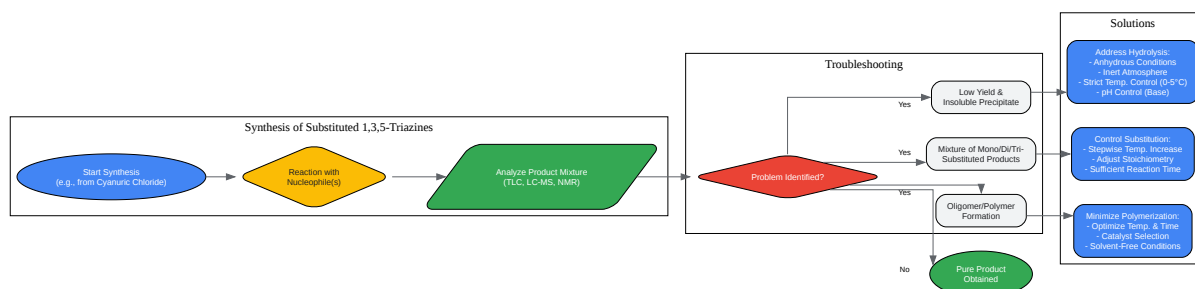 Synthesis of Substituted 1,3,5-Triazines
Start Synthesis
(e.g., from Cyanuric Chloride)
Reaction with
Nucleophile(s)
Analyze Product Mixture
(TLC, LC-MS, NMR)
Troubleshooting
Problem Identified?
Yes
Low Yield &
Insoluble Precipitate
Yes
Mixture of Mono/Di/Tri-
Substituted Products
Yes
Oligomer/Polymer
Formation
No
Pure Product
Obtained
Solutions
Address Hydrolysis:
- Anhydrous Conditions
- Inert Atmosphere
- Strict Temp. Control (0-5°C)
- pH Control (Base)
Control Substitution:
- Stepwise Temp. Increase
- Adjust Stoichiometry
- Sufficient Reaction Time
Minimize Polymerization:
- Optimize Temp. & Time
- Catalyst Selection
- Solvent-Free Conditions